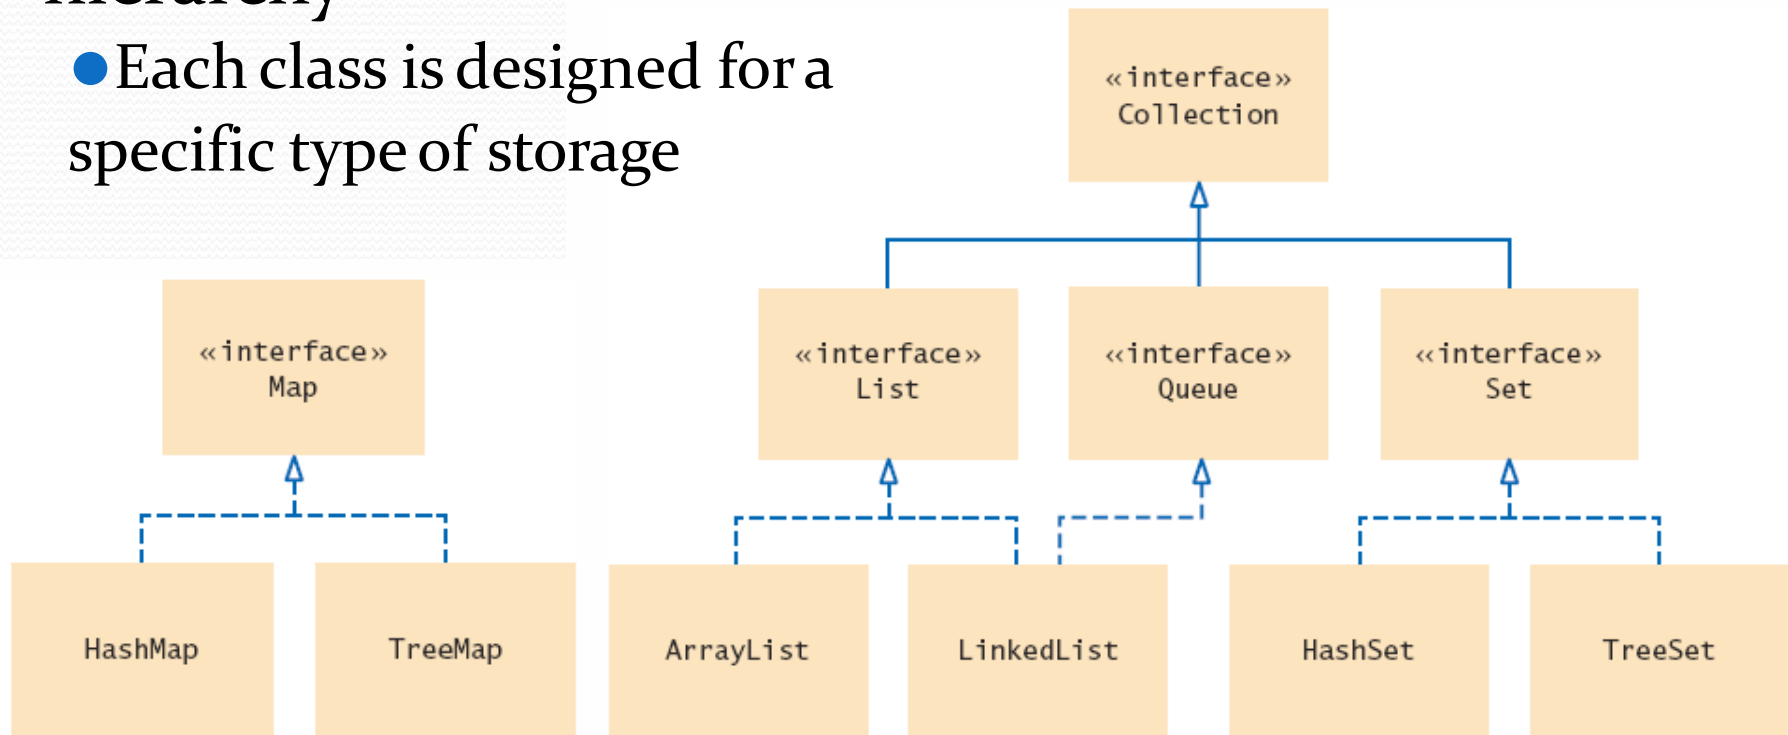 hierarchy
●Each class is designed for a
specific type of storage
«interface»
Collection
«interface»
Map
«interface»
List
«interface»
Queue
«interface»
Set
HashMap
TreeMap
ArrayList
LinkedList
HashSet
TreeSet